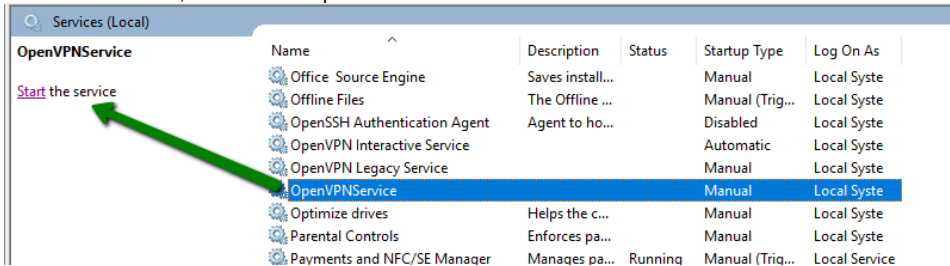 Services (Local)
OpenVPNService
Start the service
Name Description Status Startup Type Log On As
Office Source Engine Saves install... Manual Local Syste
Offline Files The Offline ... Manual (Trig... Local Syste
OpenSSH Authentication Agent Agent to ho... Disabled Local Syste
OpenVPN Interactive Service Automatic Local Syste
OpenVPN Legacy Service Manual Local Syste
OpenVPNService Manual Local Syste
Optimize drives Helps the c... Manual Local Syste
Parental Controls Enforces pa... Manual Local Syste
Payments and NFC/SE Manager Manages pa... Running Manual (Trig... Local Service